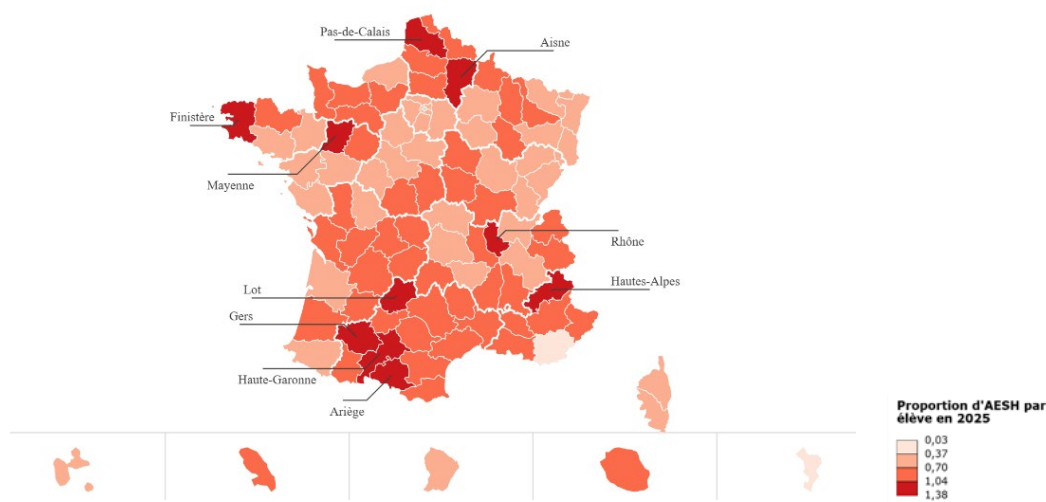 Pas-de-Calais
Aisne
Finistère
Mayenne
Rhône
Hautes-Alpes
Lot
Gers
Haute-Garonne
Ariège
Proportion d'AESH par
élève en 2025
0,03
0,37
0,70
1,04
1,38